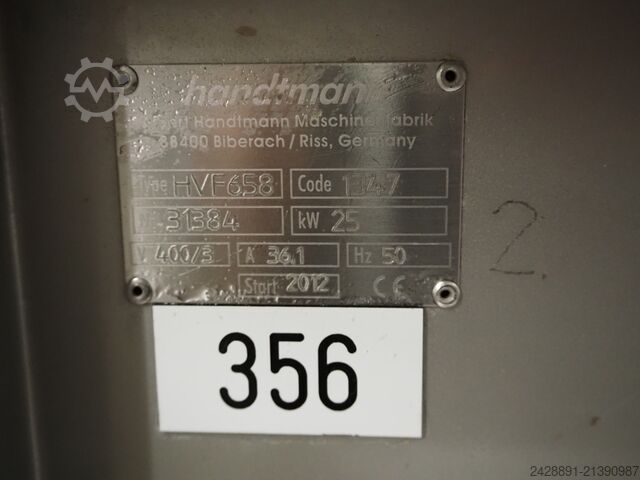 handtmann
Albert Handtmann Maschinenfabrik
88400 Biberach / Riss, Germany
Type HVF658 Code 1347
31384 kW 25
V 400/3 A 36.1 Hz 50
Start 2012 CE
2
356
2428891-21390987